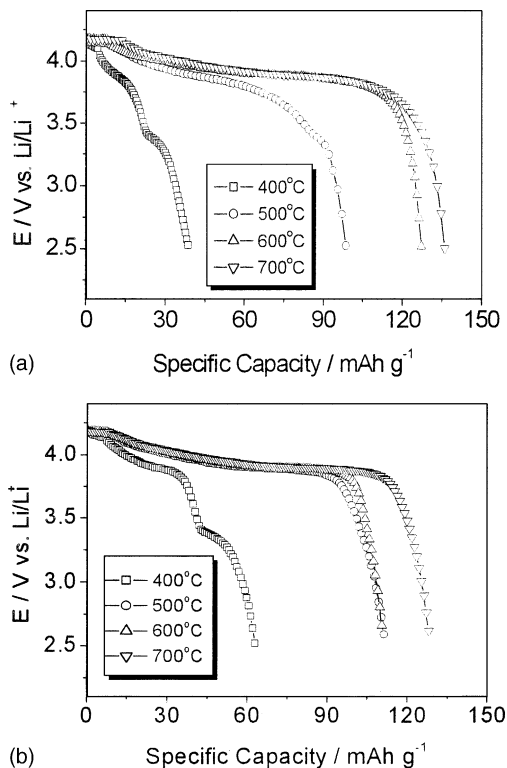 4.0
3.5
3.0
2.5
E / V vs. Li/Li +
400°C
500°C
600°C
700°C
0 30 60 90 120 150
(a) Specific Capacity / mAh g-1
4.0
3.5
3.0
2.5
E / V vs. Li/Li+
400°C
500°C
600°C
700°C
0 30 60 90 120 150
(b) Specific Capacity / mAh g-1